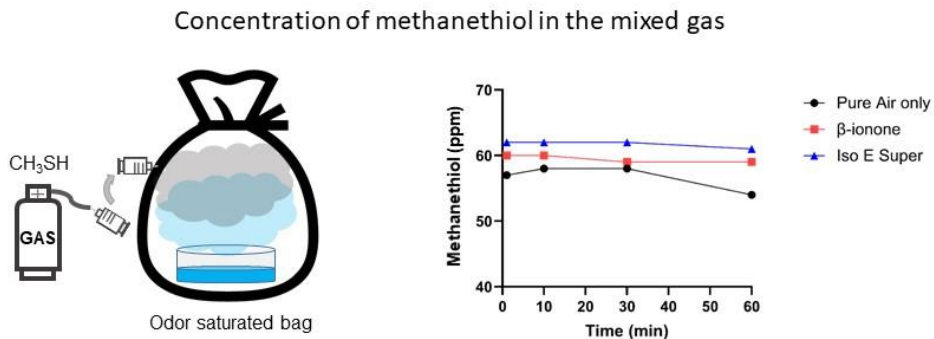 Concentration of methanethiol in the mixed gas
CH₃SH
GAS
Odor saturated bag
Methanethiol (ppm)
70
60
50
40
0
10
20
30
40
50
60
Time (min)
Pure Air only
β-ionone
Iso E Super